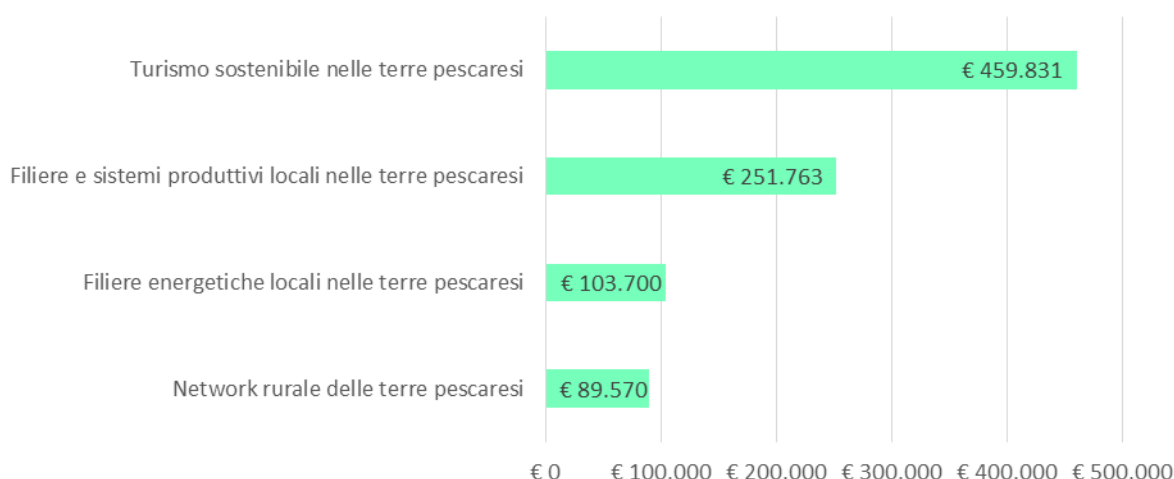 Turismo sostenibile nelle terre pescaresi
€ 459.831
Filiere e sistemi produttivi locali nelle terre pescaresi
€ 251.763
Filiere energetiche locali nelle terre pescaresi
€ 103.700
Network rurale delle terre pescaresi
€ 89.570
€ 0 € 100.000 € 200.000 € 300.000 € 400.000 € 500.000